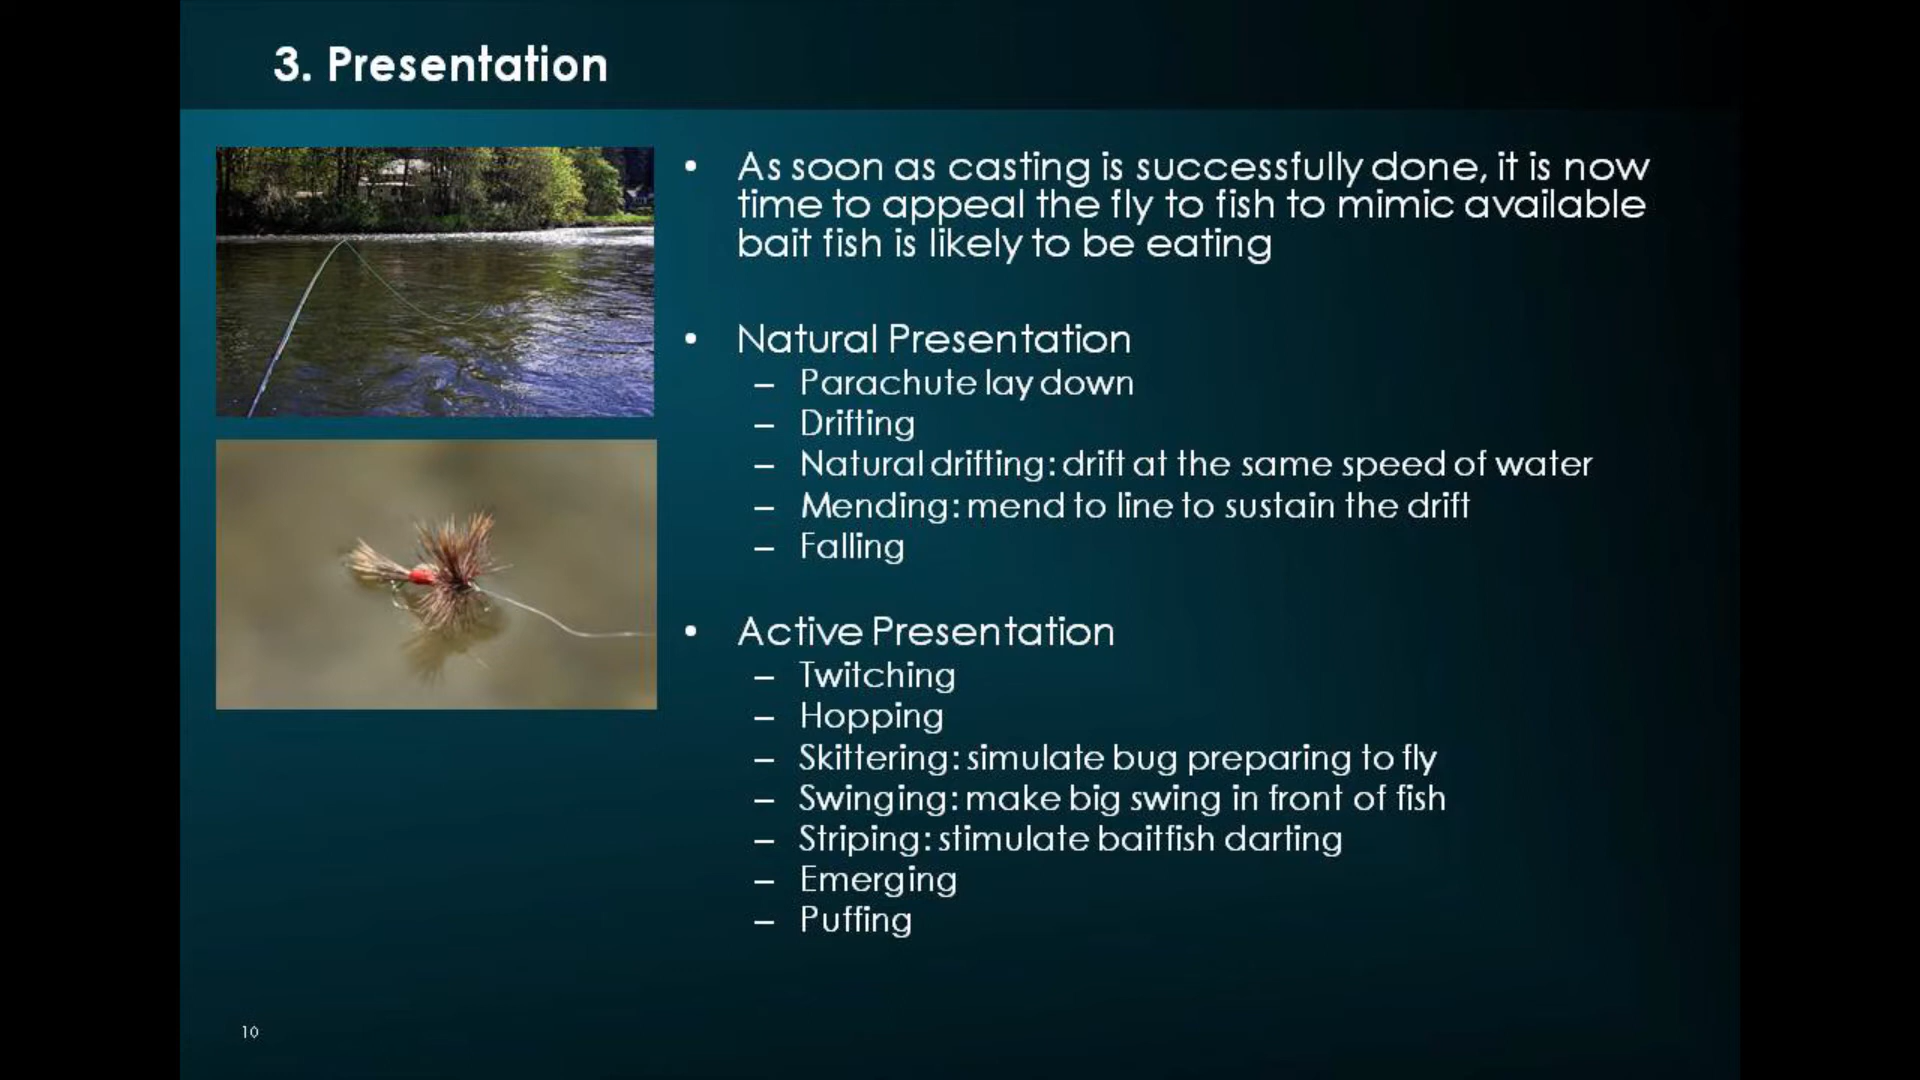 3. Presentation
• As soon as casting is successfully done, it is now
time to appeal the fly to fish to mimic available
bait fish is likely to be eating
• Natural Presentation
– Parachute lay down
– Drifting
– Natural drifting: drift at the same speed of water
– Mending: mend to line to sustain the drift
– Falling
• Active Presentation
– Twitching
– Hopping
– Skittering: simulate bug preparing to fly
– Swinging: make big swing in front of fish
– Striping: stimulate baitfish darting
– Emerging
– Puffing
10